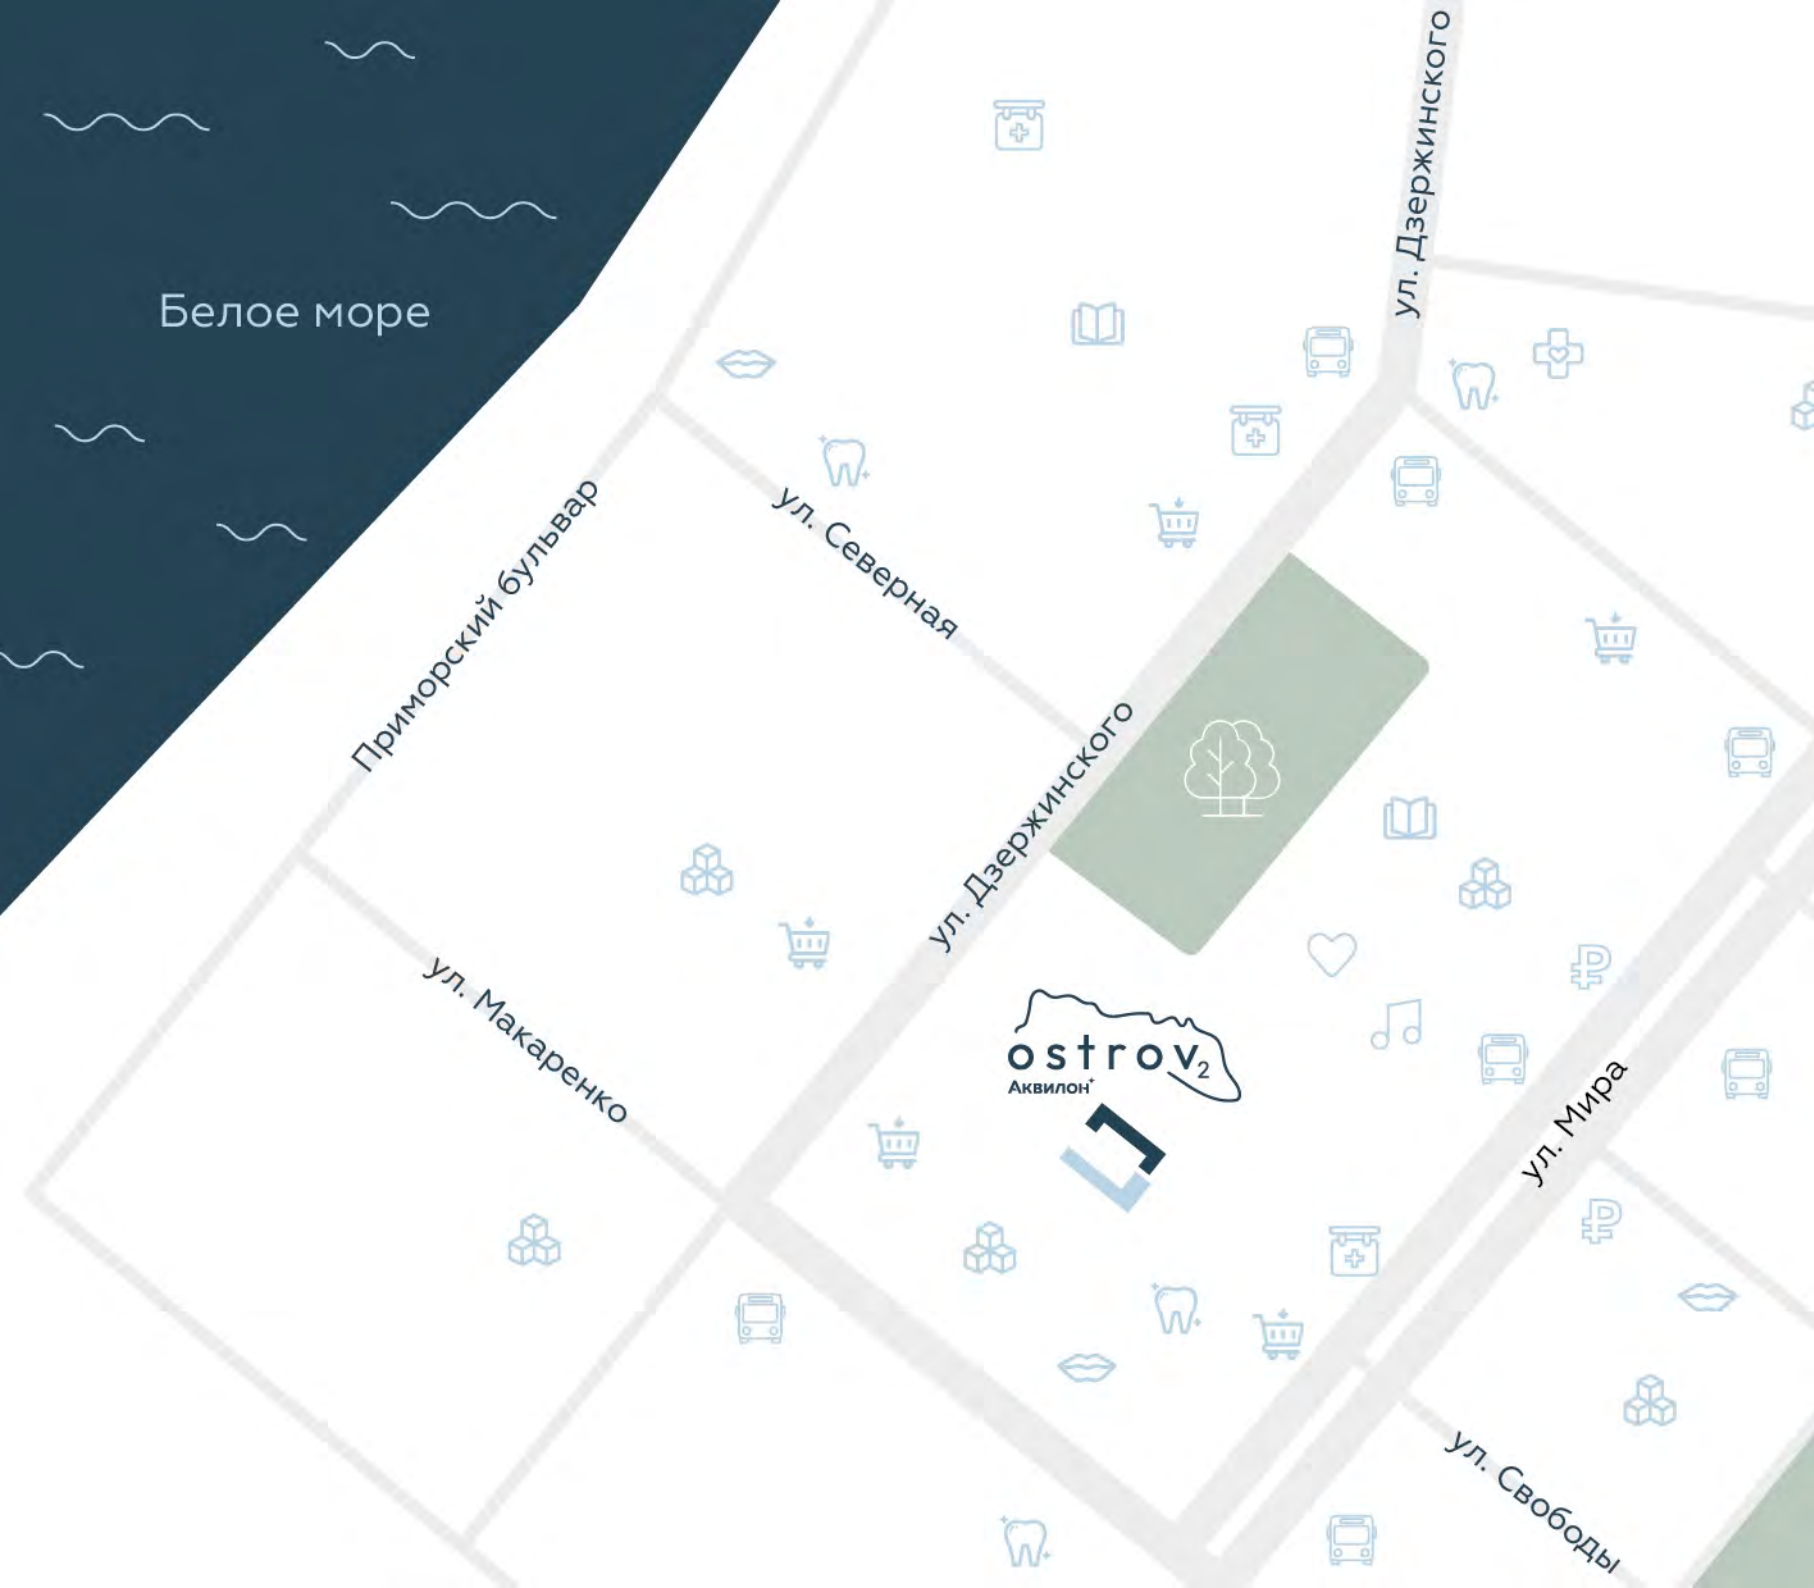 ул. Дзержинского
Белое море
Приморский бульвар
ул. Северная
ул. Дзержинского
ул. Макаренко
ostrov2
Аквилон
ул. Мира
ул. Свободы